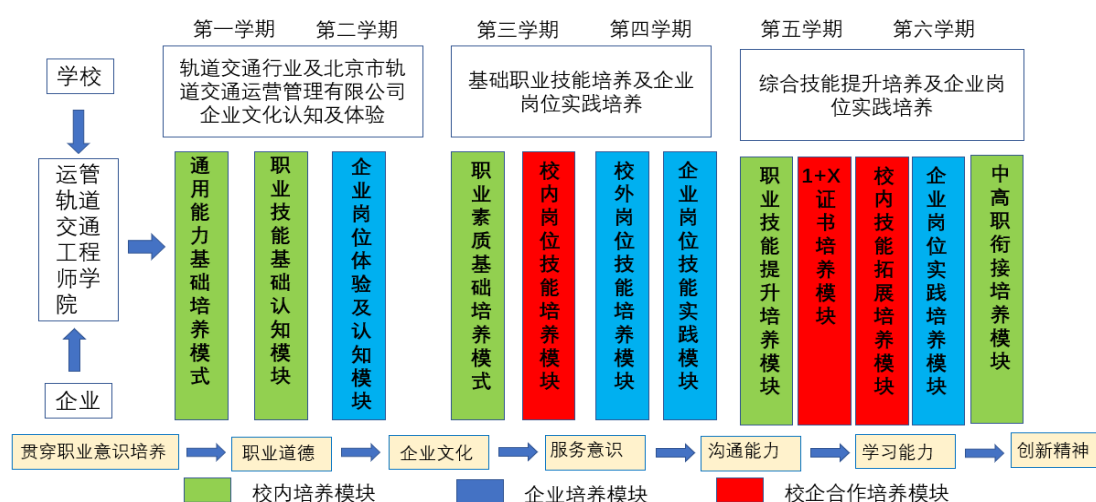 第一学期
第二学期
第三学期
第四学期
第五学期
第六学期
学校
轨道交通行业及北京市轨
道交通运营管理有限公司
企业文化认知及体验
基础职业技能培养及企业
岗位实践培养
综合技能提升培养及企业岗
位实践培养
运管
轨道
交通
工程
师学
院
企业
通用能力基础培养模式
职业技能基础认知模块
企业岗位体验及认知模块
职业素质基础培养模式
校内岗位技能培养模块
校外岗位技能培养模块
企业岗位技能实践模块
职业技能提升培养模块
1+X
证书培养模块
校内技能拓展培养模块
企业岗位实践培养模块
中高职衔接培养模块
贯穿职业意识培养
职业道德
企业文化
服务意识
沟通能力
学习能力
创新精神
校内培养模块
企业培养模块
校企合作培养模块